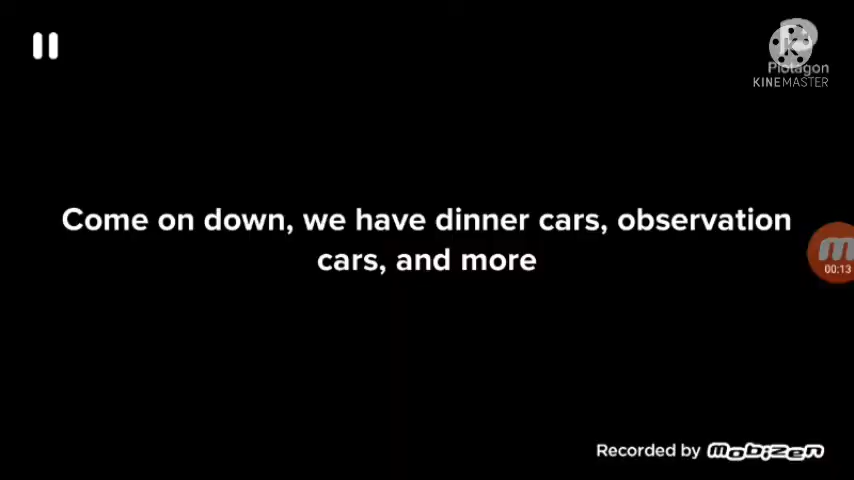 Plotagon
KINEMASTER
Come on down, we have dinner cars, observation
cars, and more
00:13
Recorded by mobizen